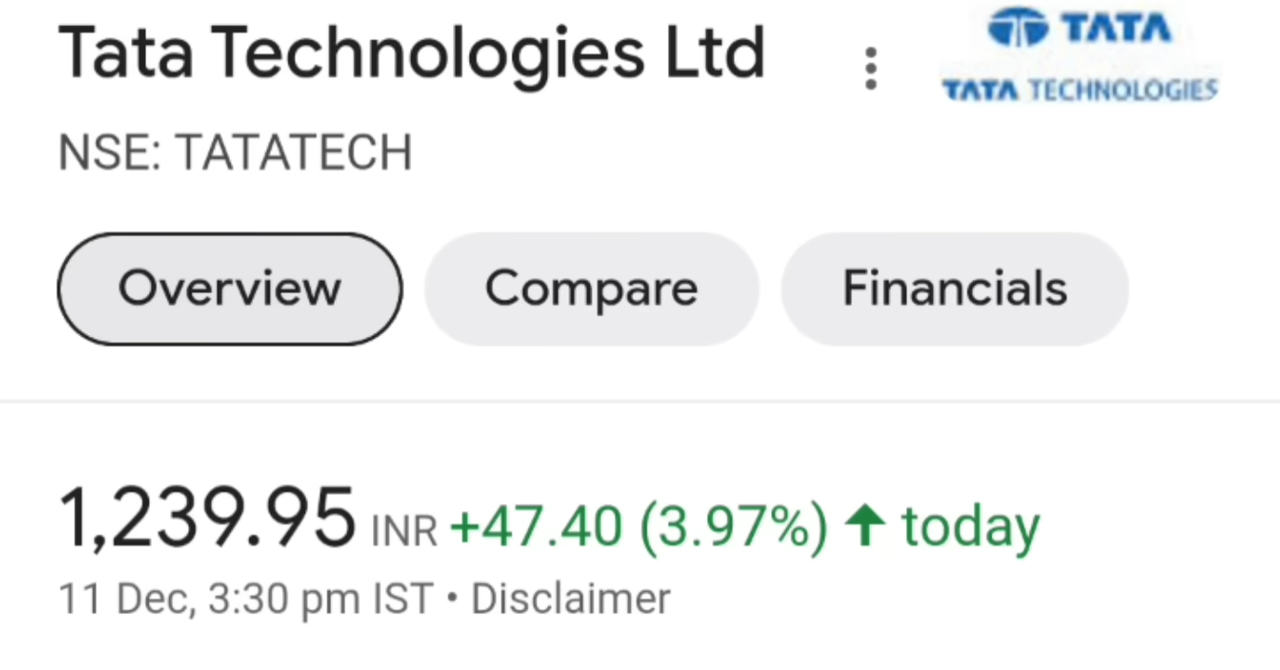 Tata Technologies Ltd
TATA
TATA TECHNOLOGIES
NSE: TATATECH
Overview Compare Financials
1,239.95 INR +47.40 (3.97%) ↑ today
11 Dec, 3:30 pm IST • Disclaimer